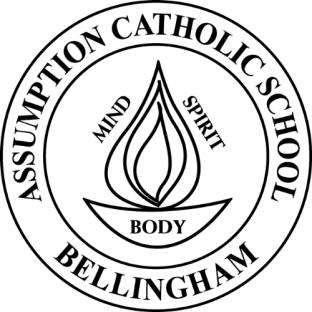 ASSUMPTION CATHOLIC SCHOOL
MIND
SPIRIT
BODY
BELLINGHAM